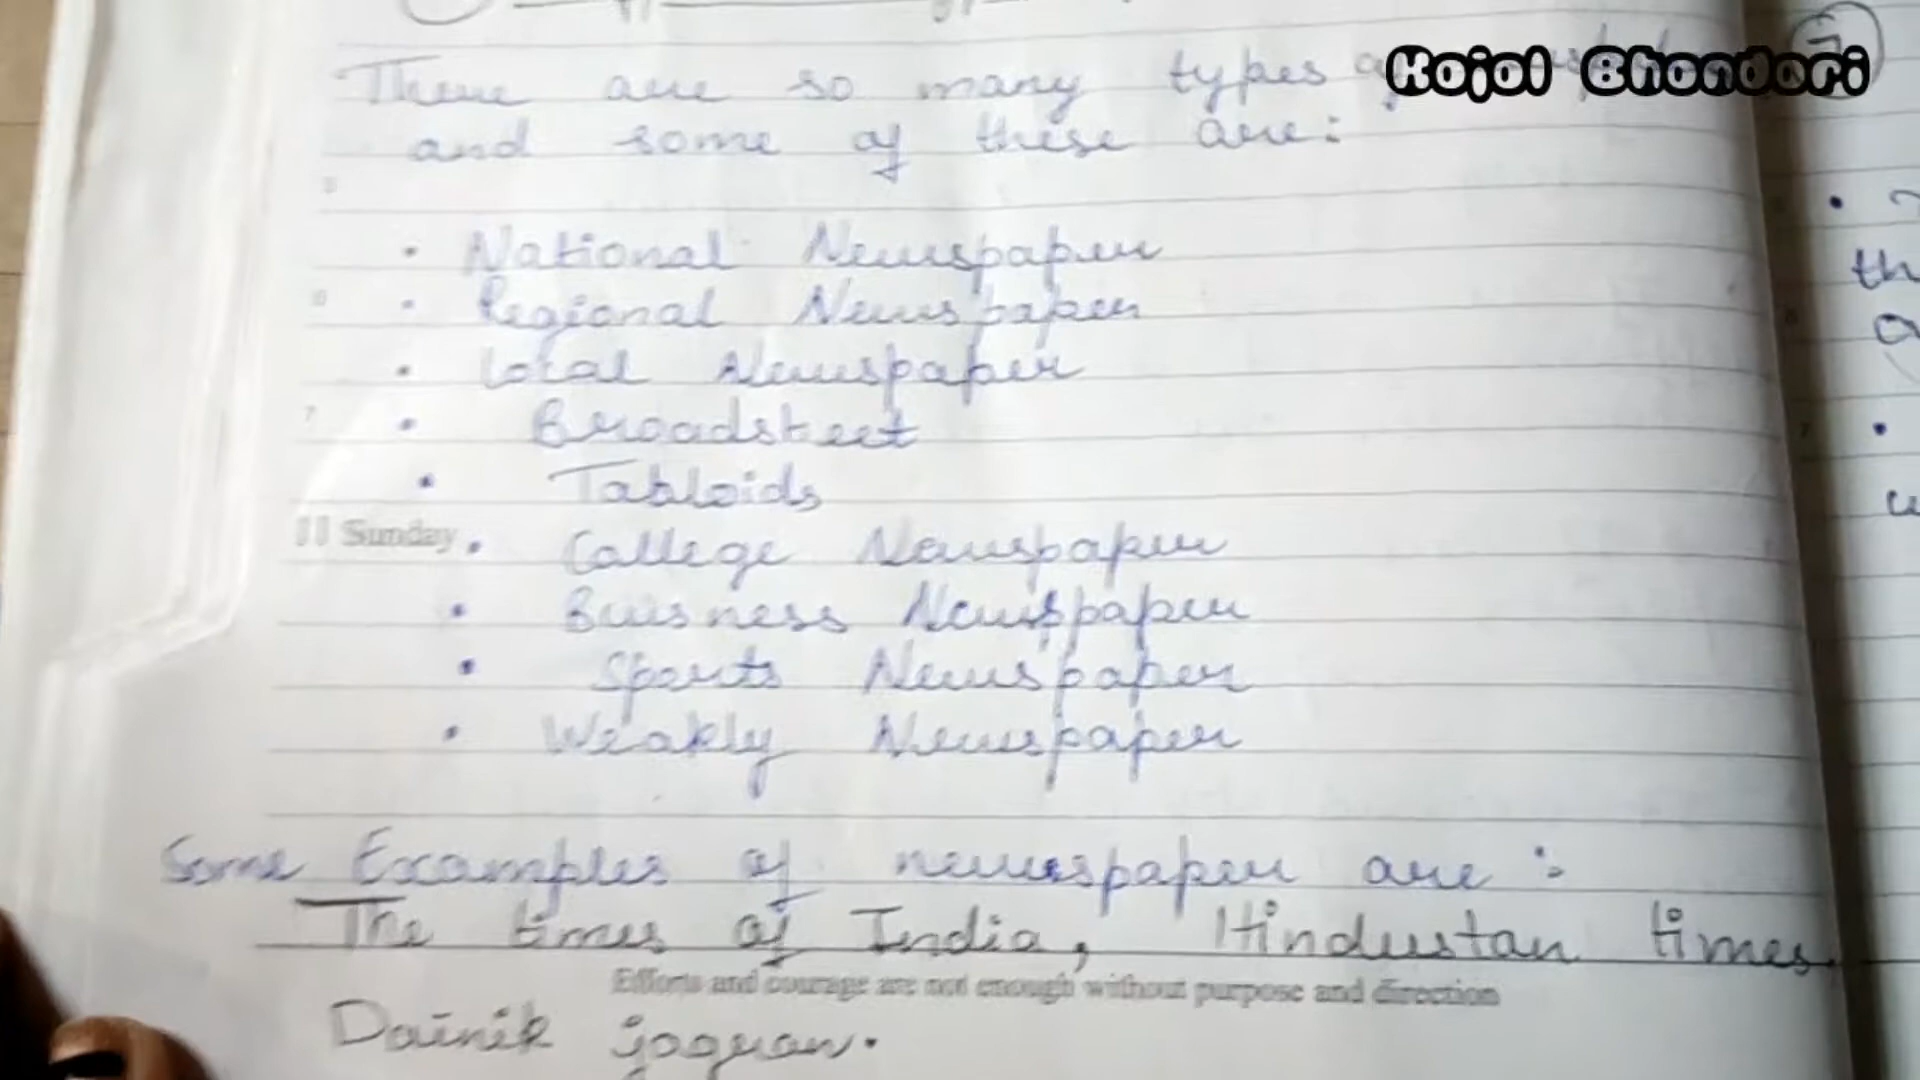 Kajal Bhandari
There are so many types
and some of these are:
• National Newspaper
• Regional Newspaper
• Local Newspaper
• Broadsheet
• Tabloids
11 Sunday
• College Newspaper
• Buisness Newspaper
• Sports Newspaper
• Weakly Newspaper
Some Examples of newspaper are :
The times of India, Hindustan times,
Efforts and courage are not enough without purpose and direction
Dainik jagran.